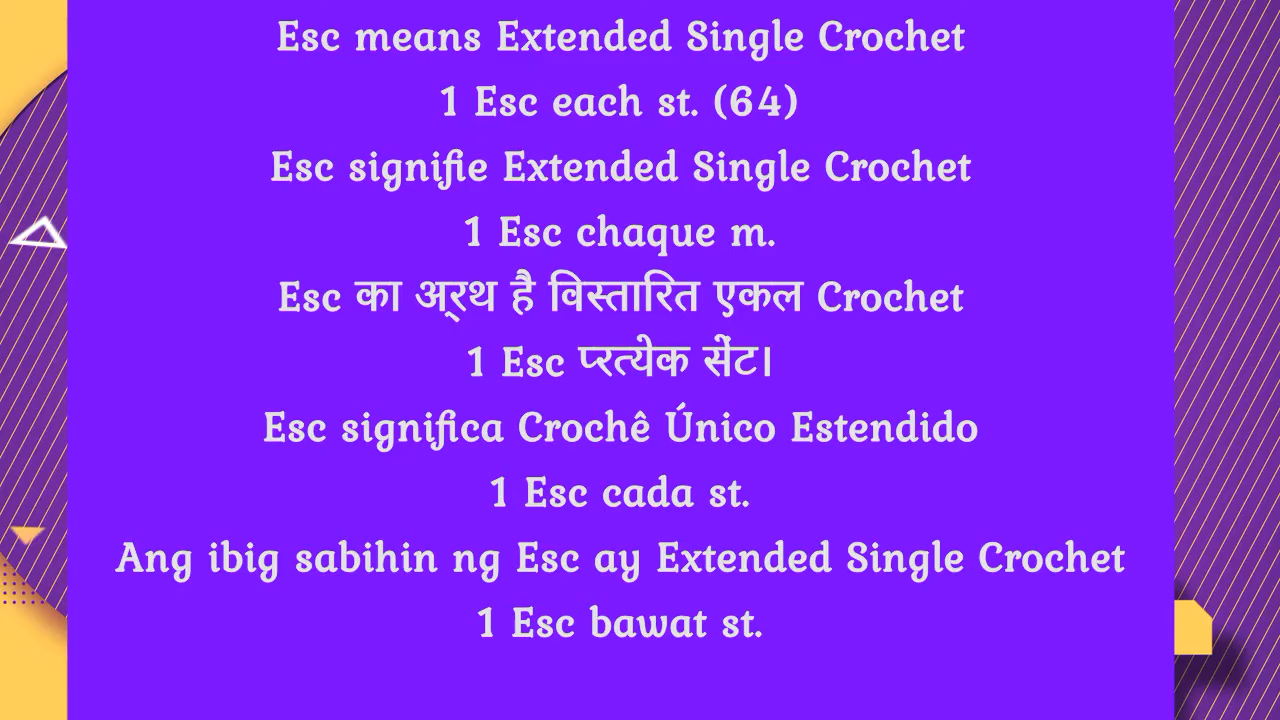 Esc means Extended Single Crochet
1 Esc each st. (64)
Esc signifie Extended Single Crochet
1 Esc chaque m.
Esc का अर्थ है विस्तारित एकल Crochet
1 Esc प्रत्येक सेंट।
Esc significa Crochê Único Estendido
1 Esc cada st.
Ang ibig sabihin ng Esc ay Extended Single Crochet
1 Esc bawat st.